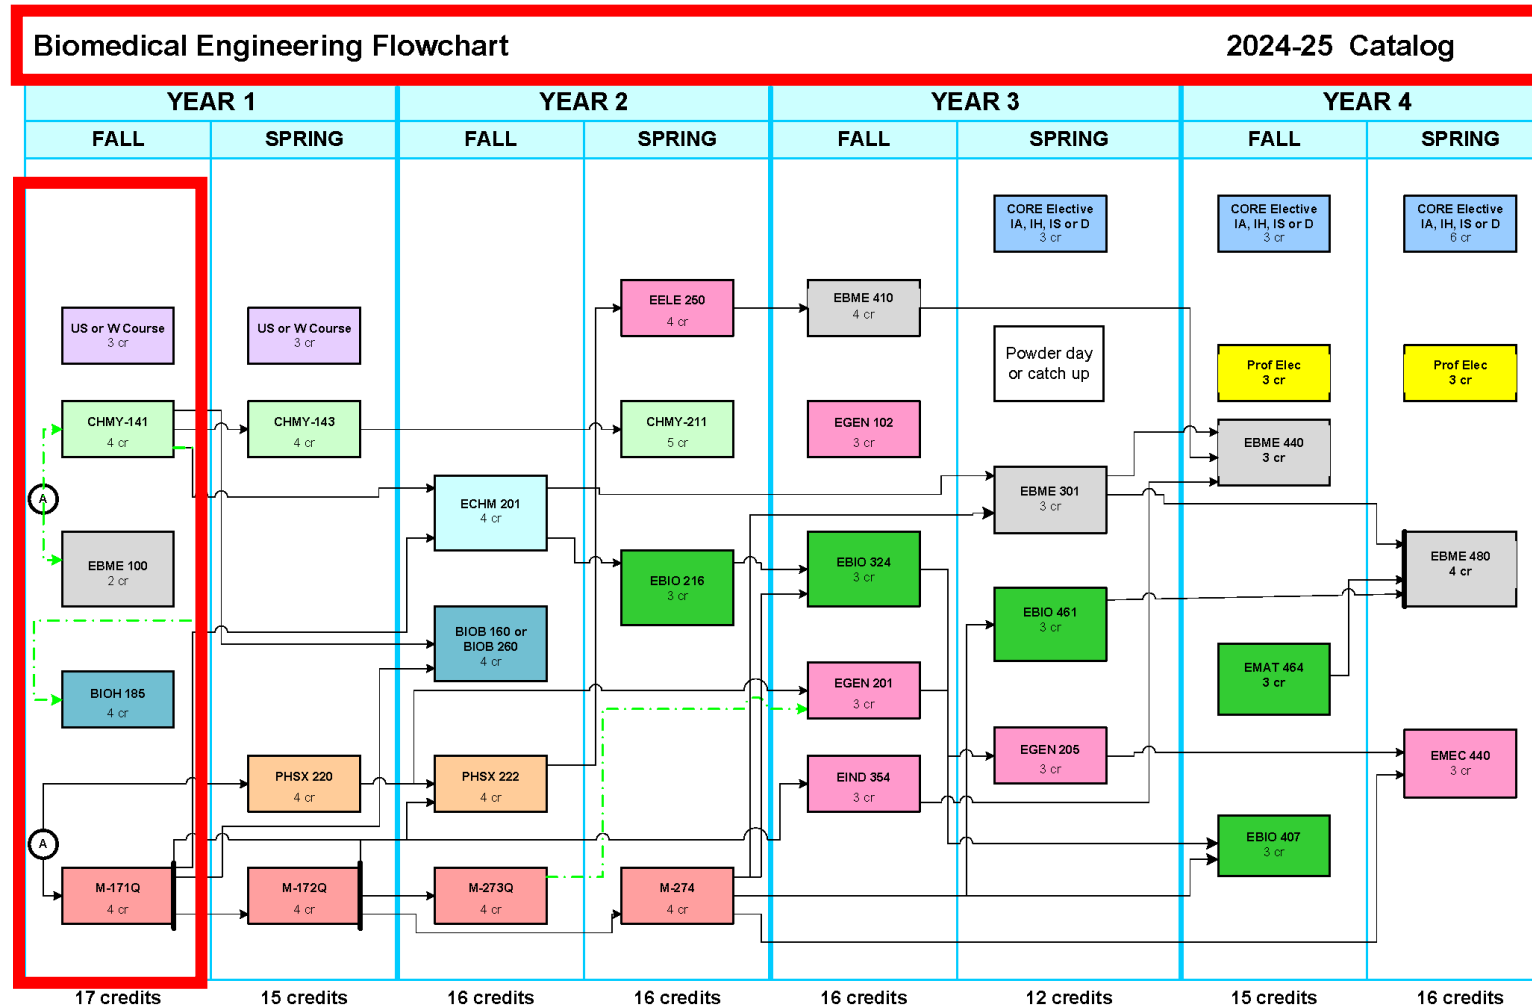 Biomedical Engineering Flowchart
2024-25 Catalog
YEAR 1
YEAR 2
YEAR 3
YEAR 4
FALL
SPRING
FALL
SPRING
FALL
SPRING
FALL
SPRING
CORE Elective
IA, IH, IS or D
3 cr
CORE Elective
IA, IH, IS or D
3 cr
CORE Elective
IA, IH, IS or D
6 cr
US or W Course
3 cr
US or W Course
3 cr
EELE 250
4 cr
EBME 410
4 cr
Powder day
or catch up
Prof Elec
3 cr
Prof Elec
3 cr
CHMY-141
4 cr
CHMY-143
4 cr
CHMY-211
5 cr
EGEN 102
3 cr
EBME 440
3 cr
A
ECHM 201
4 cr
EBME 301
3 cr
EBME 100
2 cr
EBIO 216
3 cr
EBIO 324
3 cr
EBME 480
4 cr
BIOB 160 or
BIOB 260
4 cr
EBIO 461
3 cr
BIOH 185
4 cr
EGEN 201
3 cr
EMAT 464
3 cr
PHSX 220
4 cr
PHSX 222
4 cr
EIND 354
3 cr
EGEN 205
3 cr
EMEC 440
3 cr
A
EBIO 407
3 cr
M-171Q
4 cr
M-172Q
4 cr
M-273Q
4 cr
M-274
4 cr
17 credits
15 credits
16 credits
16 credits
16 credits
12 credits
15 credits
16 credits